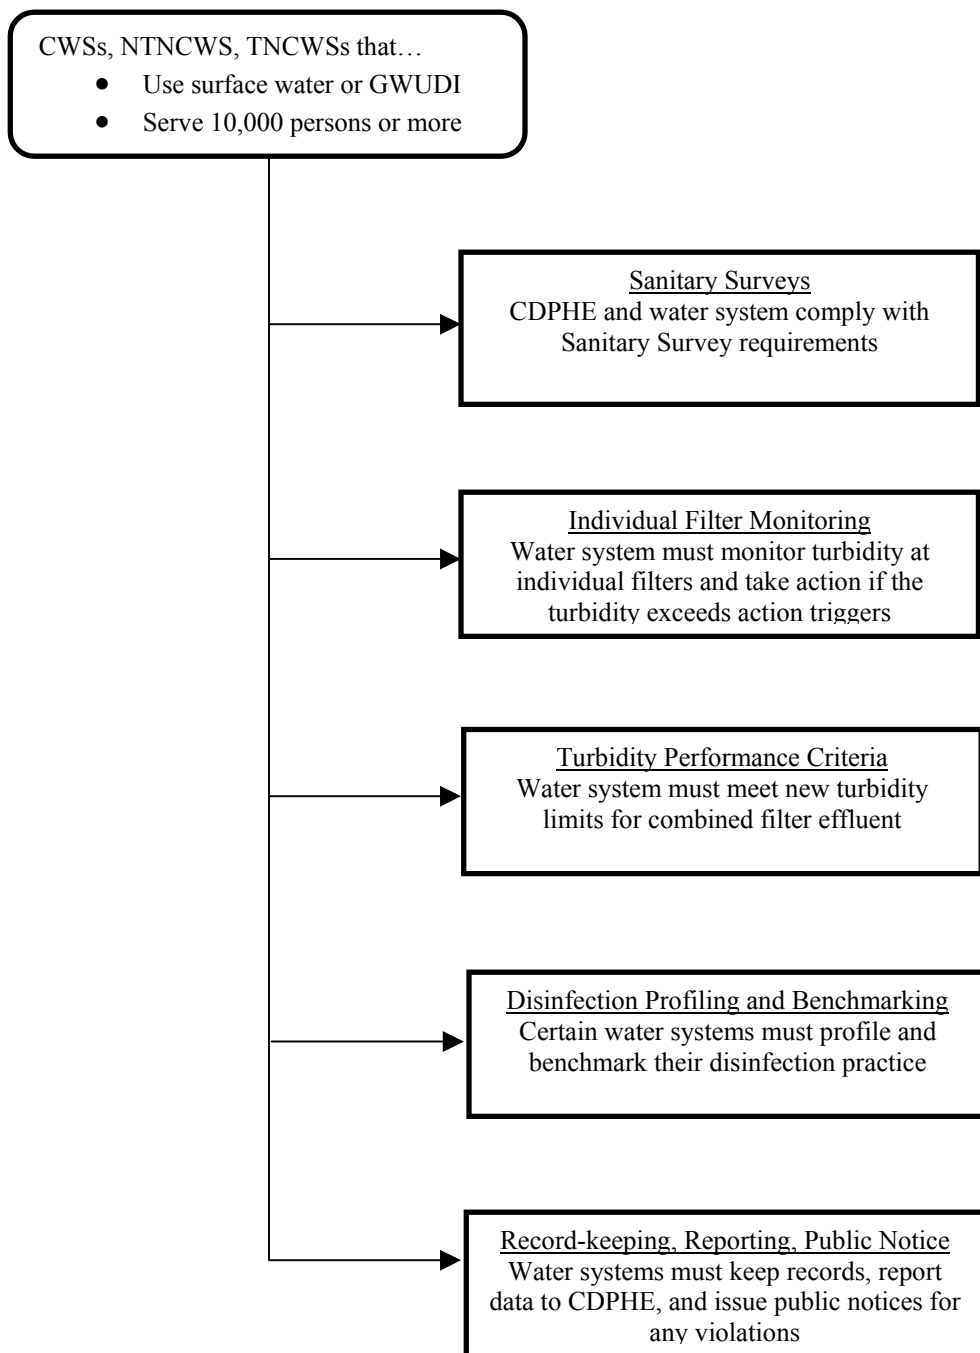 CWSs, NTNCWS, TNCWSs that…
● Use surface water or GWUDI
● Serve 10,000 persons or more
Sanitary Surveys
CDPHE and water system comply with
Sanitary Survey requirements
Individual Filter Monitoring
Water system must monitor turbidity at
individual filters and take action if the
turbidity exceeds action triggers
Turbidity Performance Criteria
Water system must meet new turbidity
limits for combined filter effluent
Disinfection Profiling and Benchmarking
Certain water systems must profile and
benchmark their disinfection practice
Record-keeping, Reporting, Public Notice
Water systems must keep records, report
data to CDPHE, and issue public notices for
any violations